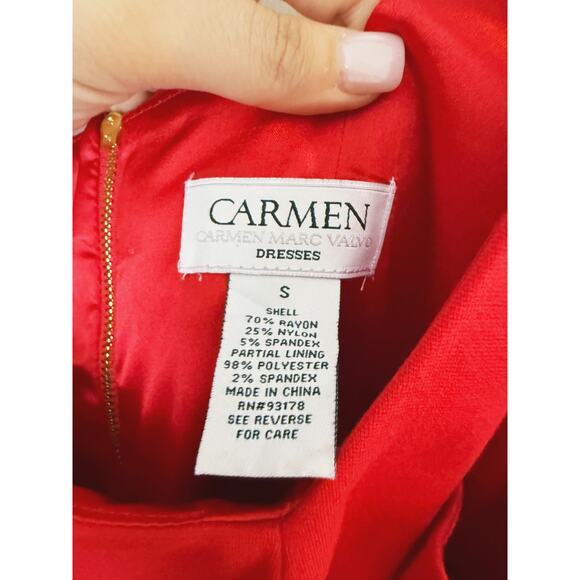 CARMEN
CARMEN MARC VALVO
DRESSES
S
SHELL
70% RAYON
25% NYLON
5% SPANDEX
PARTIAL LINING
98% POLYESTER
2% SPANDEX
MADE IN CHINA
RN#93178
SEE REVERSE
FOR CARE